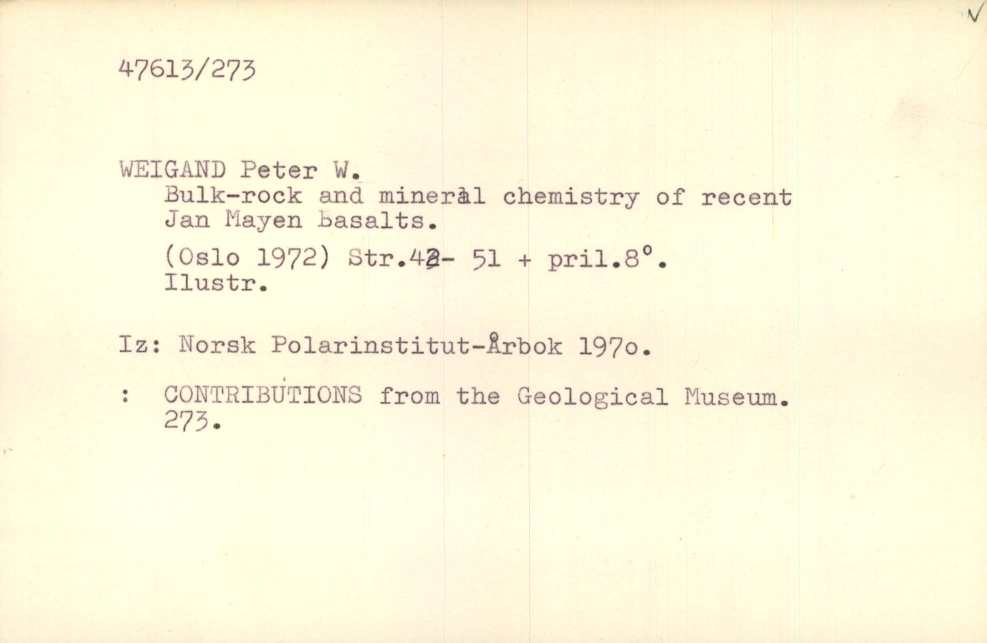 47613/273
WEIGAND Peter W.
Bulk-rock and mineral chemistry of recent
Jan Mayen basalts.
(Oslo 1972) Str.42- 51 + pril.8°.
Ilustr.
Iz: Norsk Polarinstitut-Årbok 197o.
: CONTRIBUTIONS from the Geological Museum.
273.